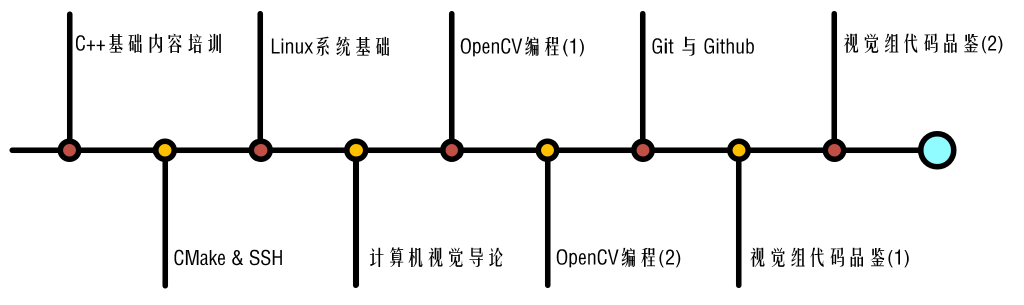 C++基础内容培训
Linux系统基础
OpenCV编程(1)
Git 与 Github
视觉组代码品鉴(2)
CMake & SSH
计算机视觉导论
OpenCV编程(2)
视觉组代码品鉴(1)